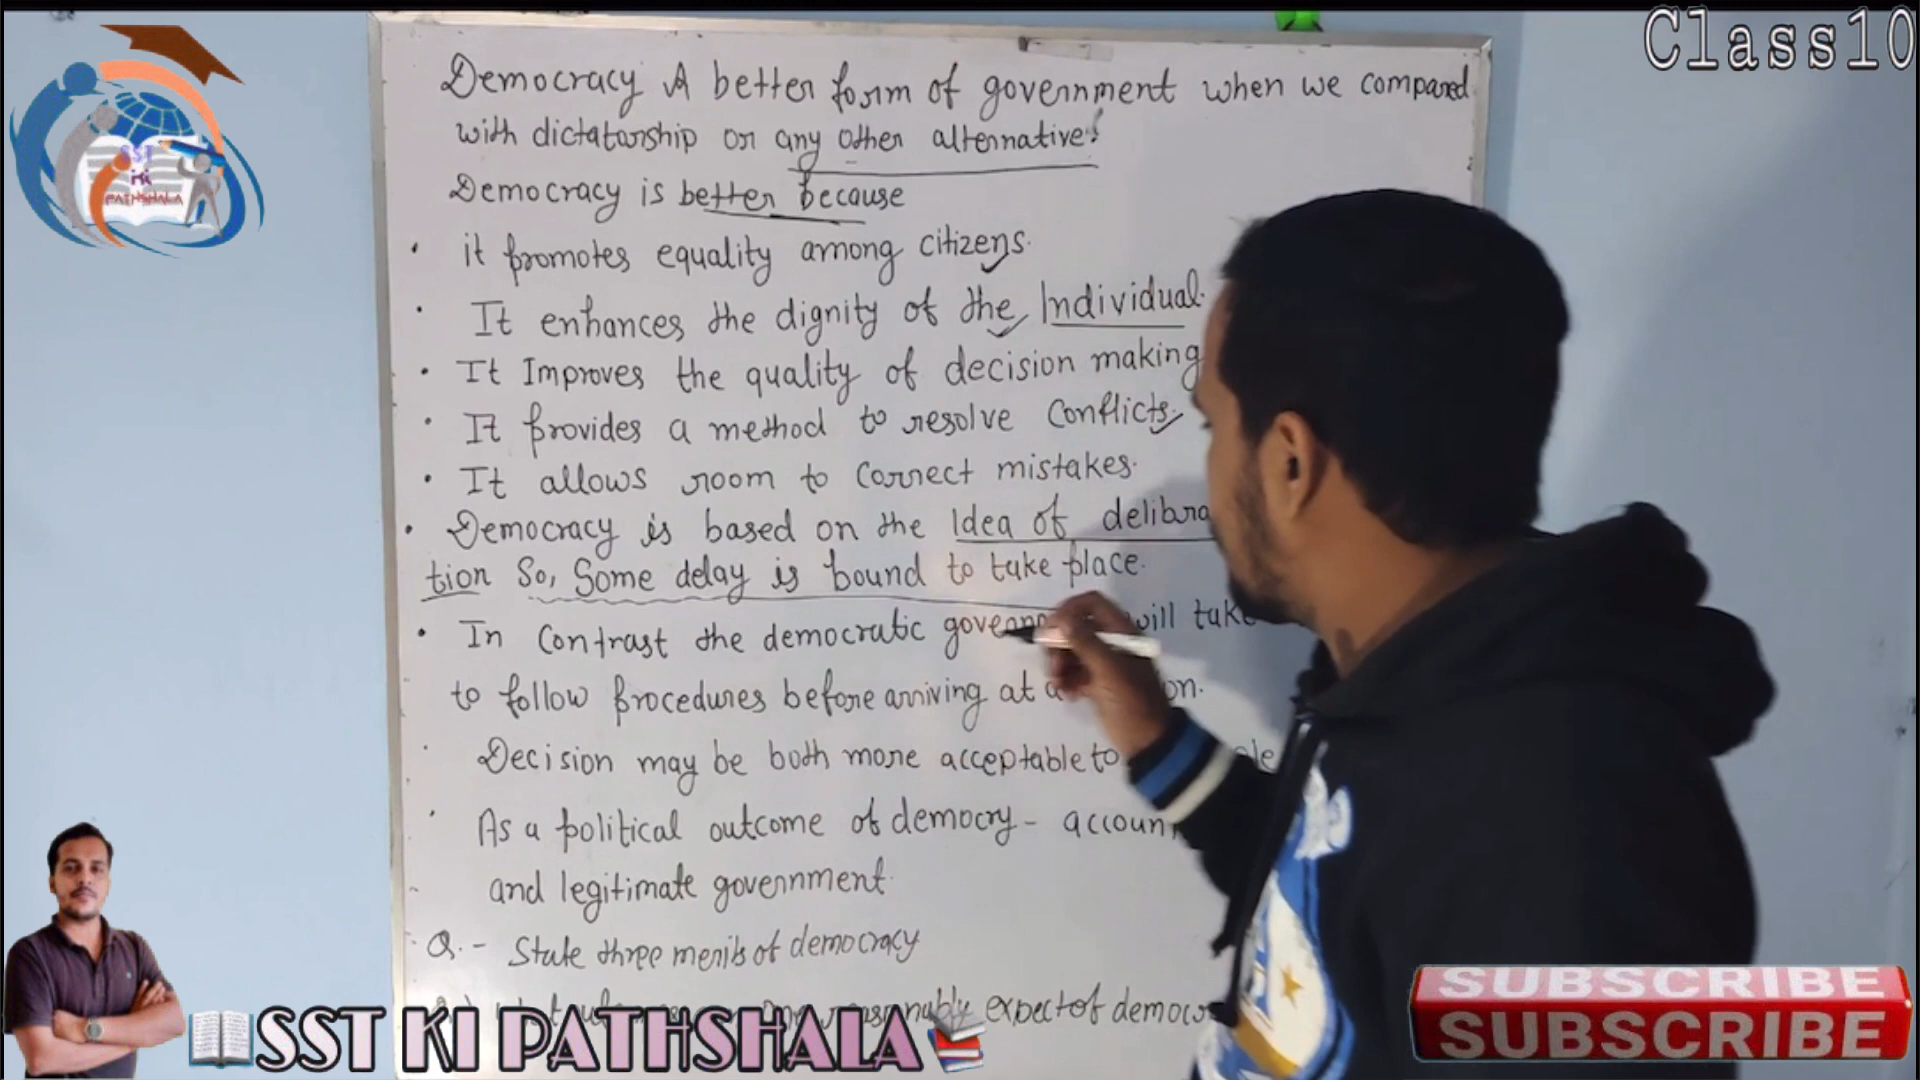 Class10
Democracy A better form of government when we compared
with dictatorship or any other alternative!
Democracy is better because
• it promotes equality among citizens.
• It enhances the dignity of the Individual.
• It Improves the quality of decision making
• It provides a method to resolve Conflicts
• It allows room to correct mistakes.
• Democracy is based on the Idea of delibra
tion So, Some delay is bound to take place.
• In Contrast the democratic will take
to follow procedures before arriving at
Decision may be both more acceptable to
• As a political outcome of democry - account
and legitimate government.
Q. - State three merits of democracy
expect of democr
SST KI PATHSHALA
SST
KI
PATHSHALA
SUBSCRIBE
SUBSCRIBE